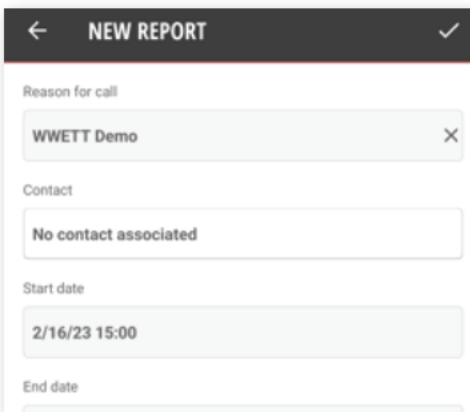 NEW REPORT
Reason for call
WWETT Demo
Contact
No contact associated
Start date
2/16/23 15:00
End date